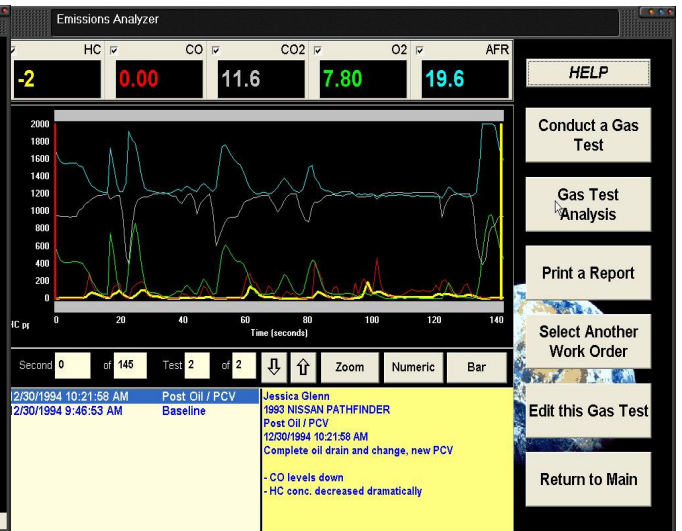 Emissions Analyzer
HC CO CO2 O2 AFR
-2 0.00 11.6 7.80 19.6
HELP
Conduct a Gas
Test
Gas Test
Analysis
Print a Report
Select Another
Work Order
Edit this Gas Test
Return to Main
2000
1800
1600
1400
1200
1000
800
600
400
200
0
0 20 40 60 80 100 120 140
Time (seconds)
Second 0 of 145 Test 2 of 2 Zoom Numeric Bar
12/30/1994 10:21:58 AM Post Oil / PCV
12/30/1994 9:46:53 AM Baseline
Jessica Glenn
1993 NISSAN PATHFINDER
Post Oil / PCV
12/30/1994 10:21:58 AM
Complete oil drain and change, new PCV
- CO levels down
- HC conc. decreased dramatically